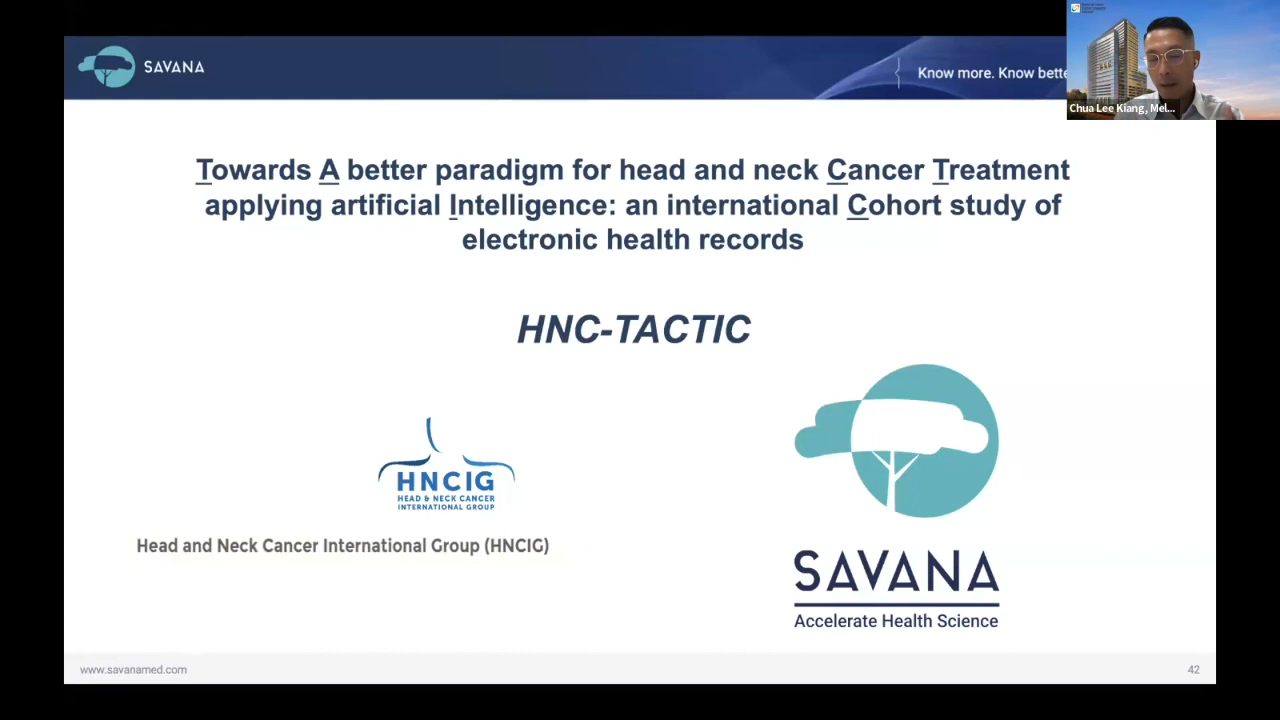 SAVANA
Know more. Know bette
Chua Lee Kiang, Mel...
Towards A better paradigm for head and neck Cancer Treatment
applying artificial Intelligence: an international Cohort study of
electronic health records
HNC-TACTIC
HNCIG
HEAD & NECK CANCER
INTERNATIONAL GROUP
Head and Neck Cancer International Group (HNCIG)
SAVANA
Accelerate Health Science
www.savanamed.com
42